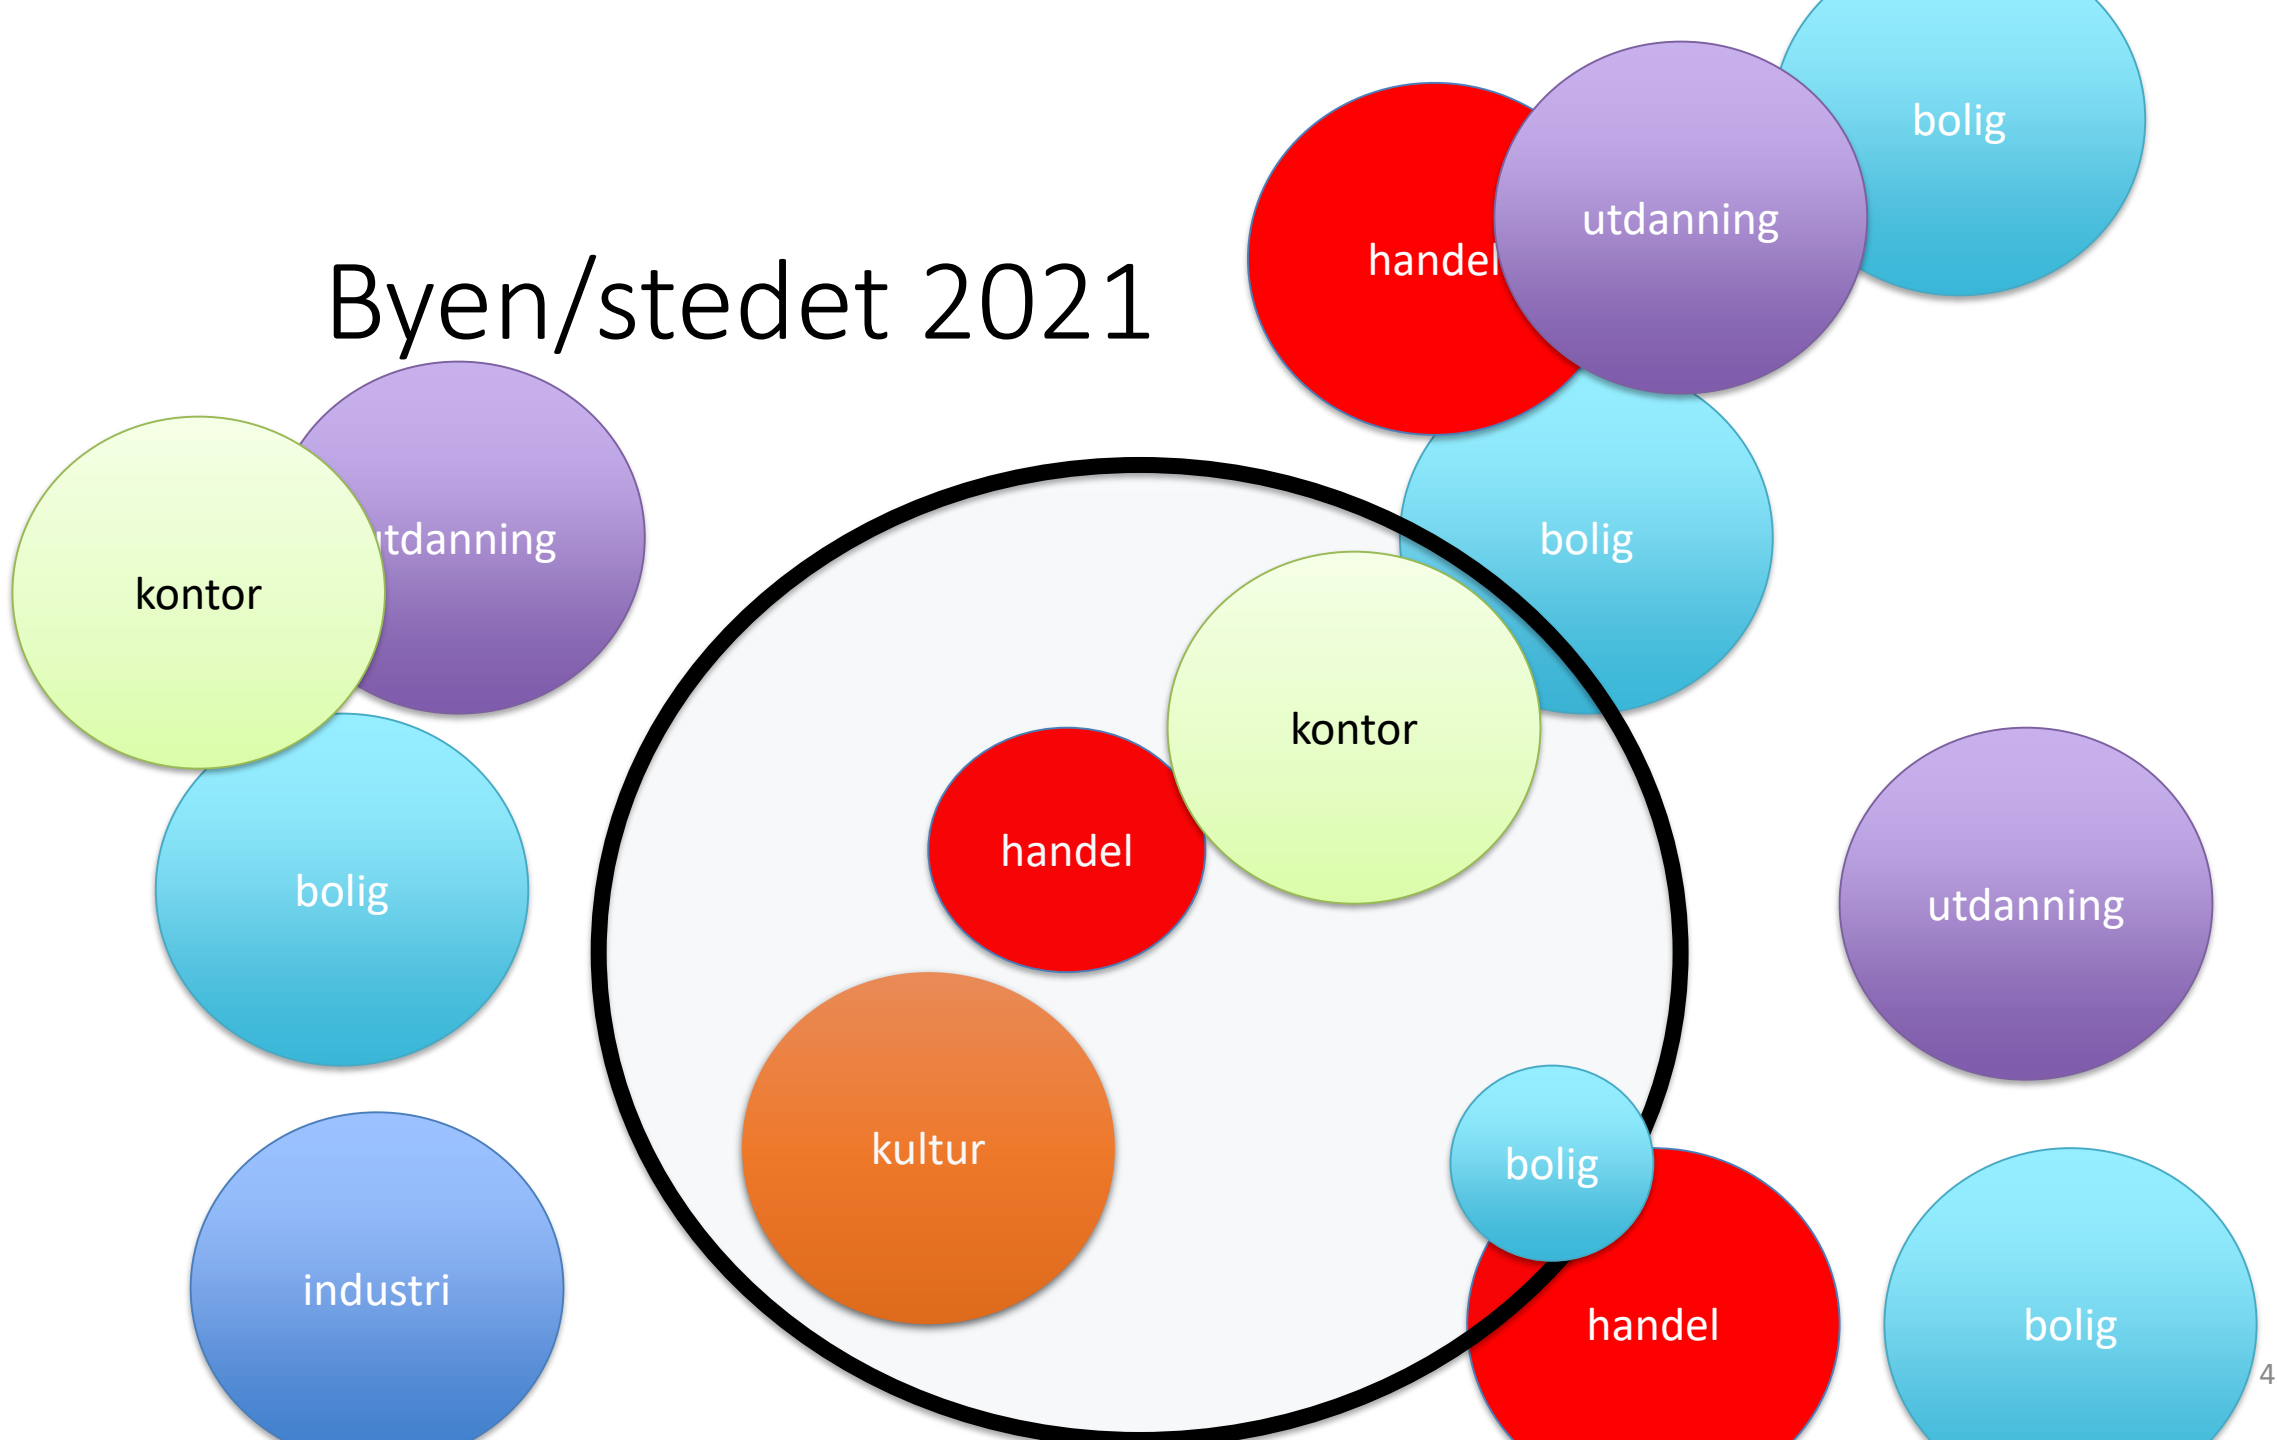 bolig
utdanning
handel
Byen/stedet 2021
tdanning
kontor
bolig
kontor
handel
bolig
utdanning
kultur
bolig
industri
handel
bolig
4